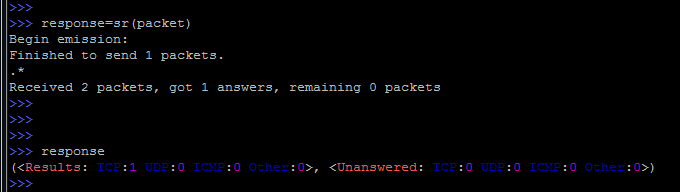 >>>
>>> response=sr(packet)
Begin emission:
Finished to send 1 packets.
.*
Received 2 packets, got 1 answers, remaining 0 packets
>>>
>>>
>>>
>>> response
(<Results: TCP:1 UDP:0 ICMP:0 Other:0>, <Unanswered: TCP:0 UDP:0 ICMP:0 Other:0>)
>>>